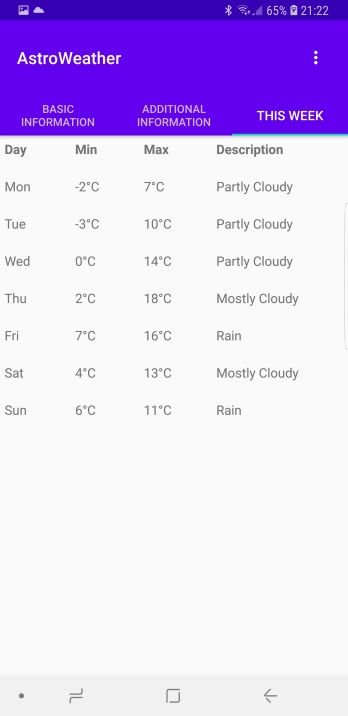 65% 21:22
AstroWeather
BASIC INFORMATION
ADDITIONAL INFORMATION
THIS WEEK
Day Min Max Description
Mon -2°C 7°C Partly Cloudy
Tue -3°C 10°C Partly Cloudy
Wed 0°C 14°C Partly Cloudy
Thu 2°C 18°C Mostly Cloudy
Fri 7°C 16°C Rain
Sat 4°C 13°C Mostly Cloudy
Sun 6°C 11°C Rain